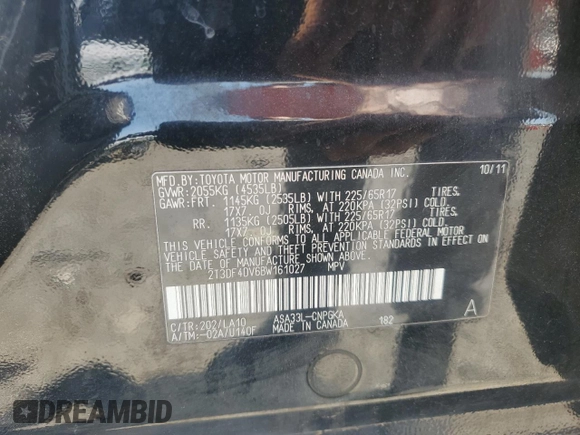 MFD.BY:TOYOTA MOTOR MANUFACTURING CANADA INC. 10/11
GVWR:2055KG (4535LB)
GAWR:FRT. 1145KG (2535LB) WITH 225/65R17 TIRES,
17X7.0J RIMS, AT 220KPA (32PSI) COLD
RR. 1135KG (2505LB) WITH 225/65R17 TIRES,
17X7.0J RIMS, AT 220KPA (32PSI) COLD
THIS VEHICLE CONFORMS TO ALL APPLICABLE FEDERAL MOTOR
VEHICLE SAFETY AND THEFT PREVENTION STANDARDS IN EFFECT ON
THE DATE OF MANUFACTURE SHOWN ABOVE.
2T3DF4DV6BW161027 MPV
C/TR:202/LA10 ASA33L-CNPGKA
A/TM:-02A/U140F MADE IN CANADA 182 A
DREAMBID